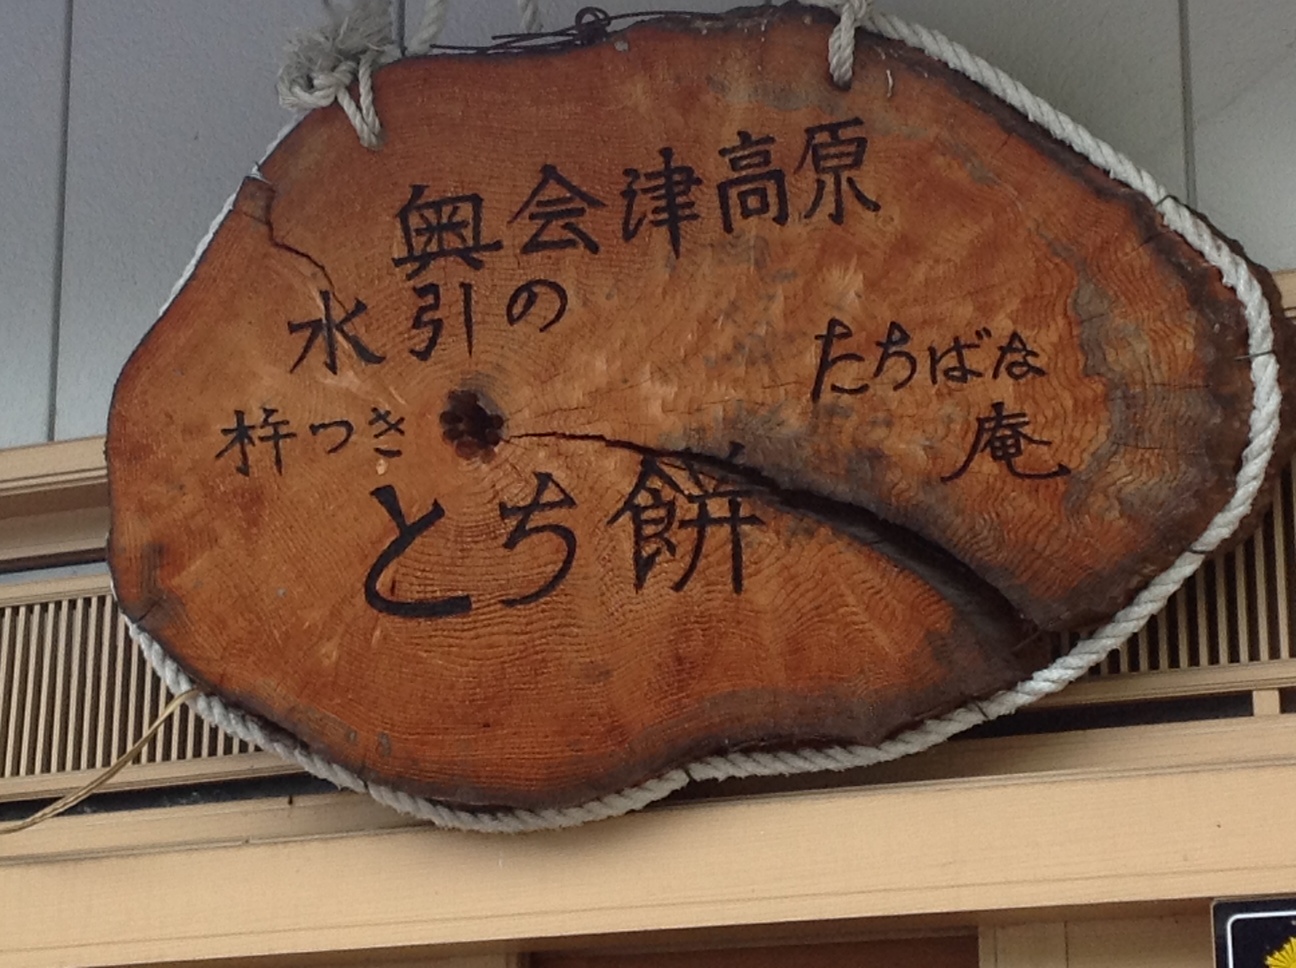 奥会津高原
水引の
杵つき
とち餅
たちばな
庵